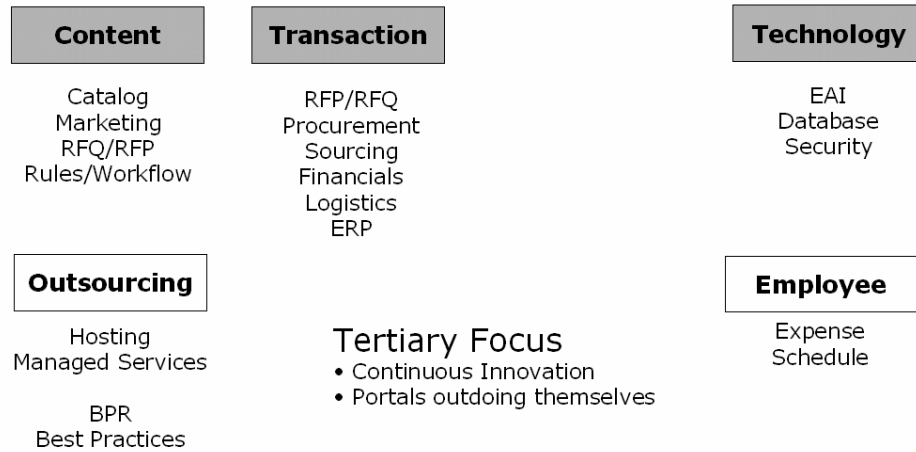 Content
Catalog
Marketing
RFQ/RFP
Rules/Workflow
Transaction
RFP/RFQ
Procurement
Sourcing
Financials
Logistics
ERP
Technology
EAI
Database
Security
Outsourcing
Hosting
Managed Services
BPR
Best Practices
Tertiary Focus
• Continuous Innovation
• Portals outdoing themselves
Employee
Expense
Schedule